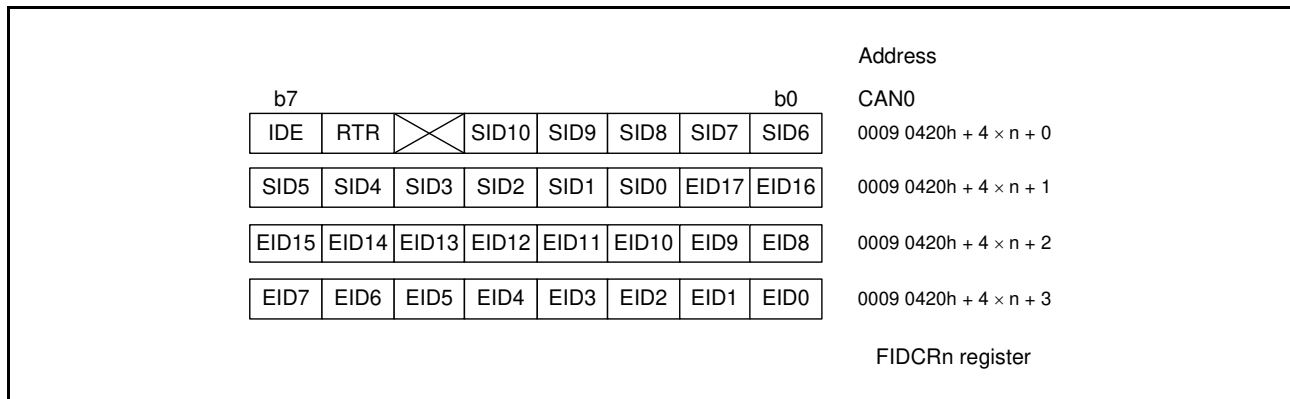 Address
b7 b0 CAN0
IDE RTR SID10 SID9 SID8 SID7 SID6 0009 0420h + 4 × n + 0
SID5 SID4 SID3 SID2 SID1 SID0 EID17 EID16 0009 0420h + 4 × n + 1
EID15 EID14 EID13 EID12 EID11 EID10 EID9 EID8 0009 0420h + 4 × n + 2
EID7 EID6 EID5 EID4 EID3 EID2 EID1 EID0 0009 0420h + 4 × n + 3
FIDCRn register